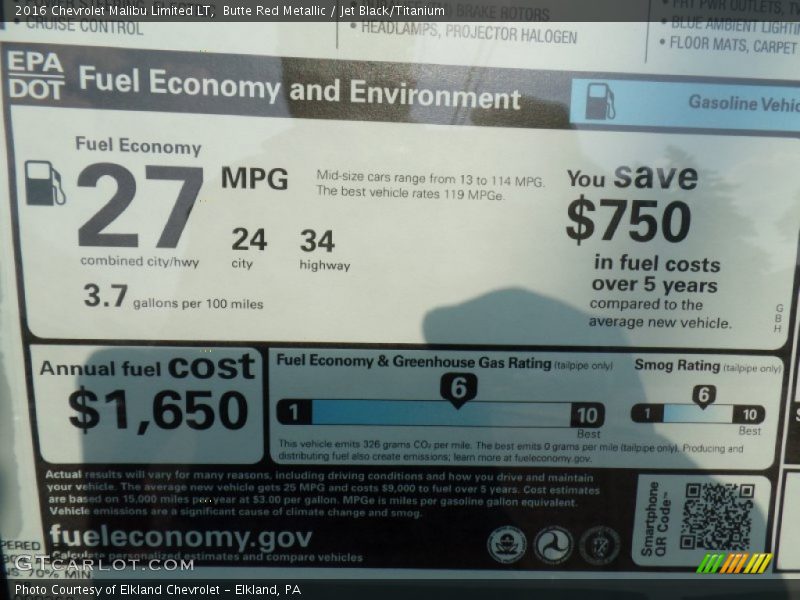 2016 Chevrolet Malibu Limited LT,  Butte Red Metallic / Jet Black/Titanium
• CRUISE CONTROL
BRAKE ROTORS
• HEADLAMPS, PROJECTOR HALOGEN
• FRT PWR OUTLETS,
• BLUE AMBIENT LIGHTIN
• FLOOR MATS, CARPET
EPA
DOT
Fuel Economy and Environment
Gasoline Vehic
Fuel Economy
27 MPG
combined city/hwy
24
city
34
highway
3.7 gallons per 100 miles
Mid-size cars range from 13 to 114 MPG.
The best vehicle rates 119 MPGe.
You save
$750
in fuel costs
over 5 years
compared to the
average new vehicle.
G
B
H
Annual fuel cost
$1,650
Fuel Economy & Greenhouse Gas Rating (tailpipe only)
1 6 10
Best
Smog Rating (tailpipe only)
1 6 10
Best
This vehicle emits 326 grams CO₂ per mile. The best emits 0 grams per mile (tailpipe only). Producing and
distributing fuel also create emissions; learn more at fueleconomy.gov.
Actual results will vary for many reasons, including driving conditions and how you drive and maintain
your vehicle. The average new vehicle gets 25 MPG and costs $9,000 to fuel over 5 years. Cost estimates
are based on 15,000 miles per year at $3.00 per gallon. MPGe is miles per gasoline gallon equivalent.
Vehicle emissions are a significant cause of climate change and smog.
fueleconomy.gov
Calculate personalized estimates and compare vehicles
Smartphone
QR Code™
PERED
70% MIN
GTCarLot.com
Photo Courtesy of Elkland Chevrolet - Elkland, PA